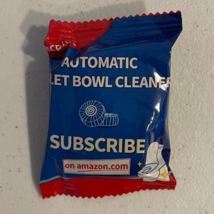 AUTOMATIC
LET BOWL CLEANER
SUBSCRIBE
on amazon.com